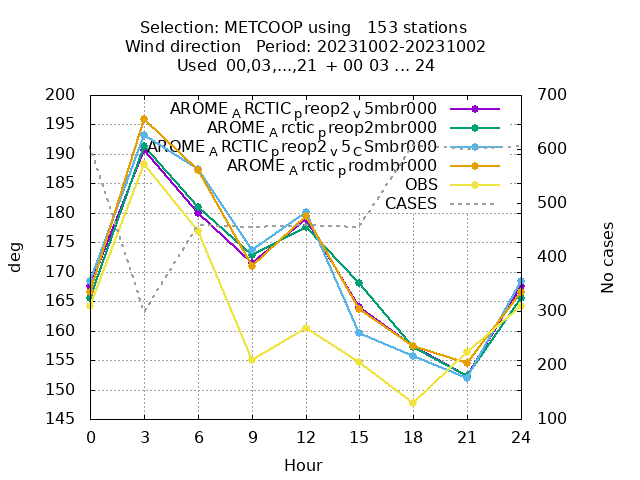 Selection: METCOOP using 153 stations
Wind direction Period: 20231002-20231002
Used 00,03,...,21 + 00 03 ... 24
200 700
195
190 600
185
180 500
175
170 400
165 300
160
155 200
150
145 100
AROME_ARCTIC_preop2_v5mbr000
AROME_Arctic_preop2mbr000
AROME_ARCTIC_preop2_v5_CSmbr000
AROME_Arctic_prodmbr000
OBS
CASES
deg
No cases
0 3 6 9 12 15 18 21 24
Hour